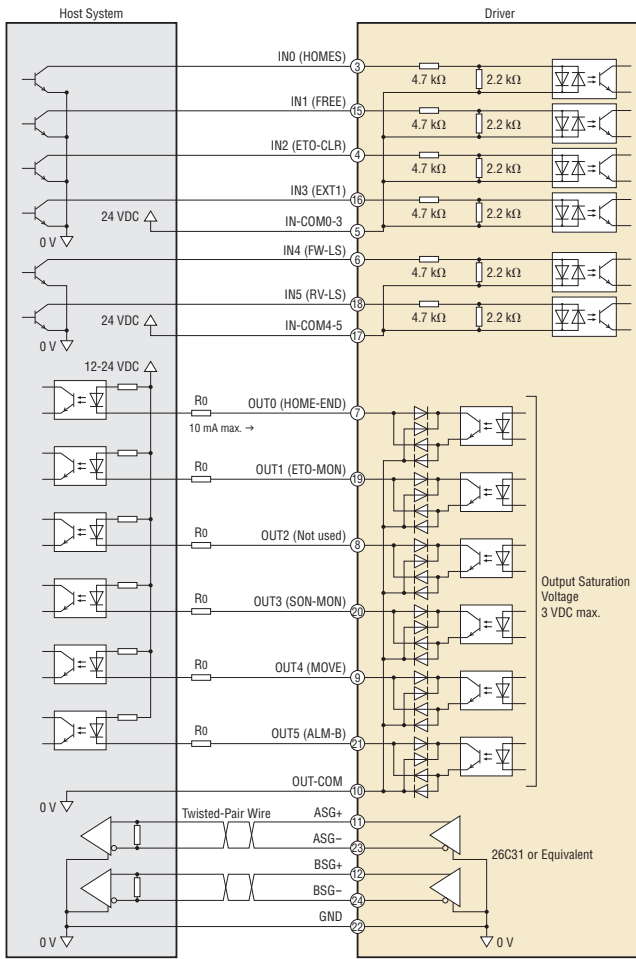 Host System
Driver
IN0 (HOMES)
3
4.7 kΩ
2.2 kΩ
IN1 (FREE)
15
4.7 kΩ
2.2 kΩ
IN2 (ETO-CLR)
4
4.7 kΩ
2.2 kΩ
IN3 (EXT1)
16
4.7 kΩ
2.2 kΩ
24 VDC
IN-COM0-3
5
0 V
IN4 (FW-LS)
6
4.7 kΩ
2.2 kΩ
IN5 (RV-LS)
18
4.7 kΩ
2.2 kΩ
24 VDC
IN-COM4-5
17
0 V
12-24 VDC
R0
OUT0 (HOME-END)
7
10 mA max. →
R0
OUT1 (ETO-MON)
19
R0
OUT2 (Not used)
8
R0
OUT3 (SON-MON)
20
Output Saturation
Voltage
3 VDC max.
R0
OUT4 (MOVE)
9
R0
OUT5 (ALM-B)
21
OUT-COM
10
0 V
Twisted-Pair Wire
ASG+
11
ASG−
23
26C31 or Equivalent
BSG+
12
BSG−
24
GND
22
0 V
0 V